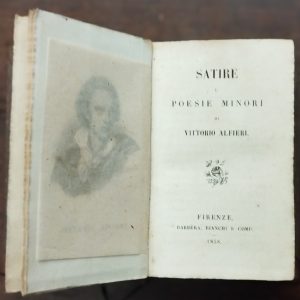 SATIRE
E
POESIE MINORI
DI
VITTORIO ALFIERI.
FIRENZE,
BARBÈRA, BIANCHI E COMP.
1858.